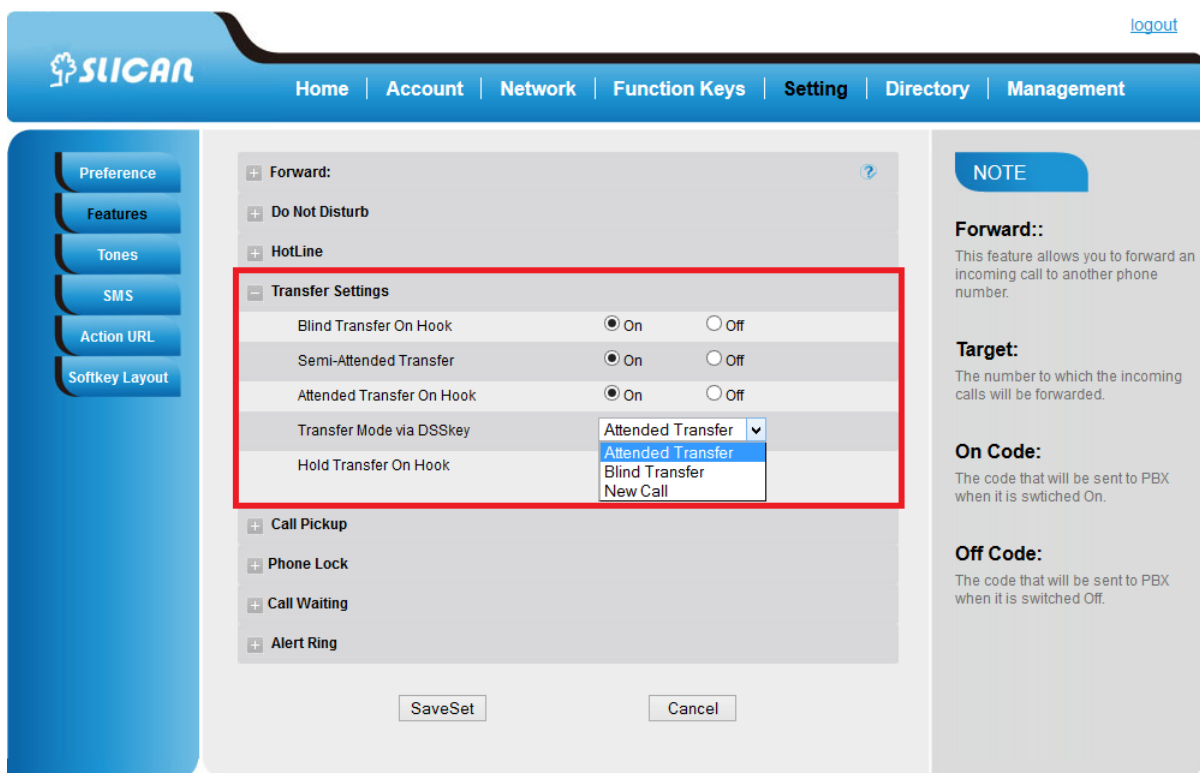 logout
SLICAN
Home Account Network Function Keys Setting Directory Management
Preference
Features
Tones
SMS
Action URL
Softkey Layout
Forward:
Do Not Disturb
HotLine
Transfer Settings
Blind Transfer On Hook On Off
Semi-Attended Transfer On Off
Attended Transfer On Hook On Off
Transfer Mode via DSSkey Attended Transfer
Attended Transfer
Hold Transfer On Hook Blind Transfer
New Call
Call Pickup
Phone Lock
Call Waiting
Alert Ring
SaveSet Cancel
NOTE
Forward::
This feature allows you to forward an
incoming call to another phone
number.
Target:
The number to which the incoming
calls will be forwarded.
On Code:
The code that will be sent to PBX
when it is swtiched On.
Off Code:
The code that will be sent to PBX
when it is switched Off.